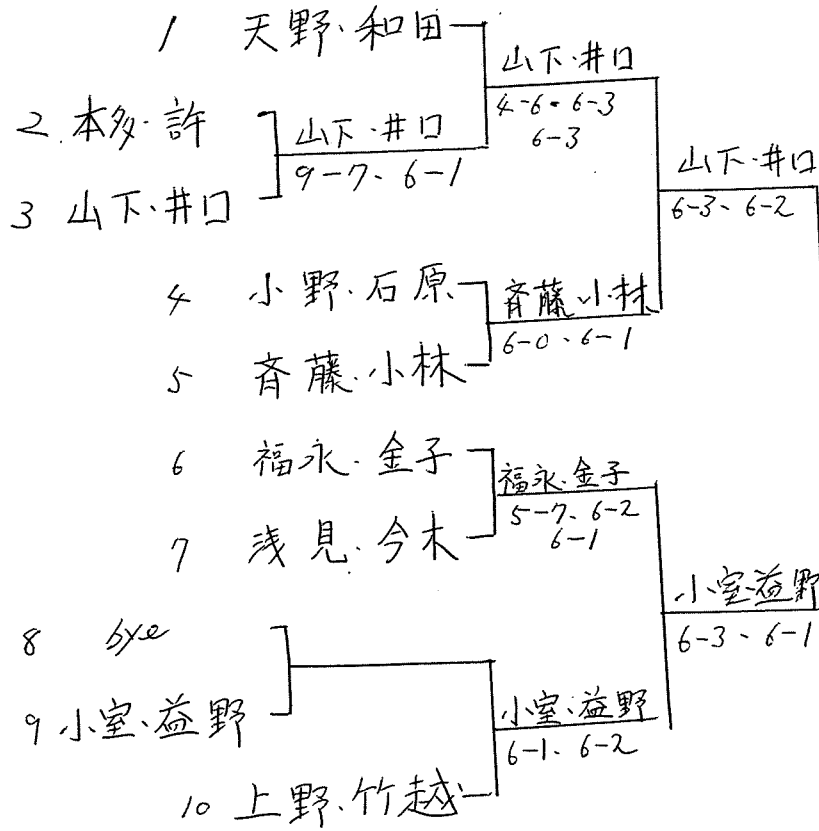 1 天野・和田
山下・井口
4-6・6-3
6-3
2. 本多・許
山下・井口
9-7、6-1
3 山下・井口
山下・井口
6-3、6-2
4 小野・石原
斉藤・小林
6-0、6-1
5 斉藤・小林
6 福永・金子
福永・金子
5-7、6-2
6-1
7 浅見・今木
小室・益野
6-3、6-1
8 bye
9 小室、益野
小室、益野
6-1、6-2
10 上野、竹越